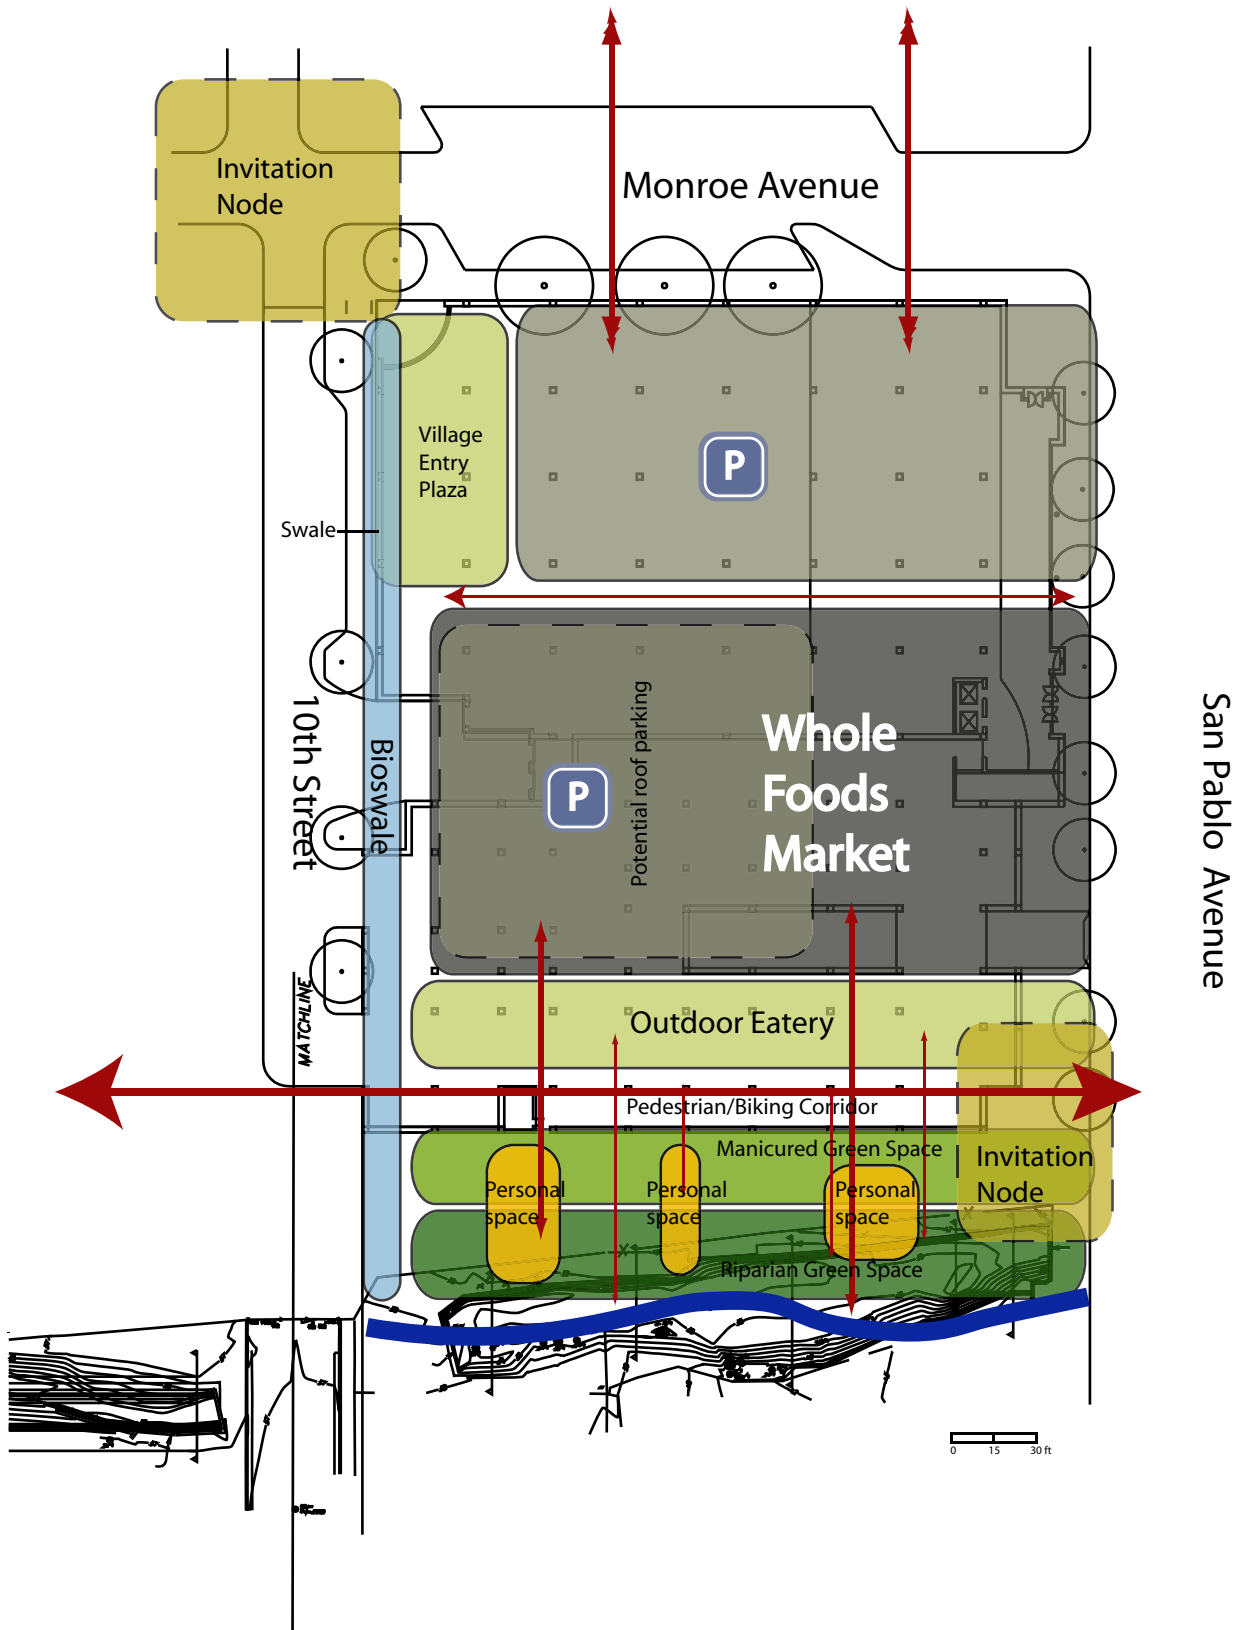 Invitation
Node
Monroe Avenue
Village
Entry
Plaza
P
Swale
10th Street
Bioswale
Potential roof parking
P
Whole
Foods
Market
San Pablo Avenue
MATCHLINE
Outdoor Eatery
Pedestrian/Biking Corridor
Manicured Green Space
Invitation
Node
Personal
space
Personal
space
Personal
space
Riparian Green Space
0 15 30 ft